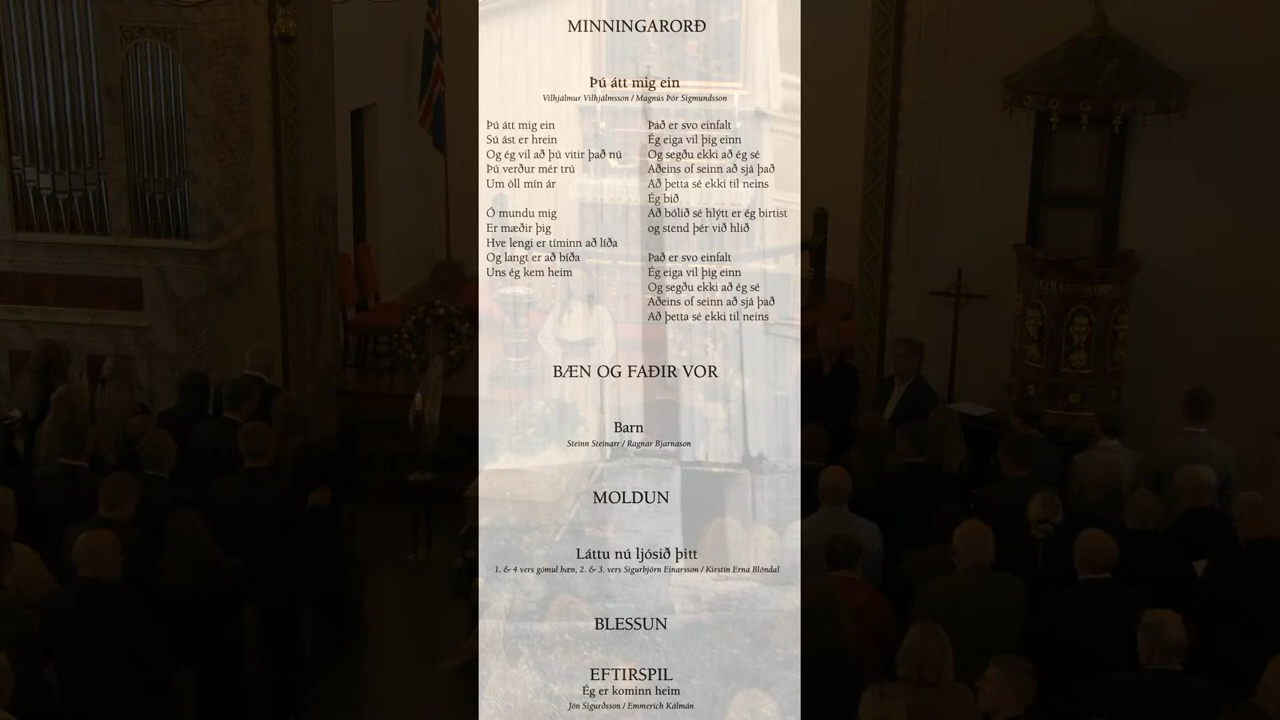 MINNINGARORÐ
Þú átt mig ein
Vilhjálmur Vilhjálmsson / Magnús Þór Sigmundsson
Þú átt mig ein
Sú ást er hrein
Og ég vil að þú vitir það nú
Þú verður mér trú
Um öll mín ár
Ó mundu mig
Er mæðir þig
Hve lengi er tíminn að líða
Og langt er að bíða
Uns ég kem heim
Það er svo einfalt
Ég eiga vil þig einn
Og segðu ekki að ég sé
Aðeins of seinn að sjá það
Að þetta sé ekki til neins
Ég bið
Að bólið sé hlýtt er ég birtist
og stend þér við hlið
Það er svo einfalt
Ég eiga vil þig einn
Og segðu ekki að ég sé
Aðeins of seinn að sjá það
Að þetta sé ekki til neins
BÆN OG FAÐIR VOR
Barn
Steinn Steinarr / Ragnar Bjarnason
MOLDUN
Láttu nú ljósið þitt
1. & 4 vers gömul bæn, 2. & 3. vers Sigurbjörn Einarsson / Kirstín Erna Blöndal
BLESSUN
EFTIRSPIL
Ég er kominn heim
Jón Sigurðsson / Emmerich Kálmán